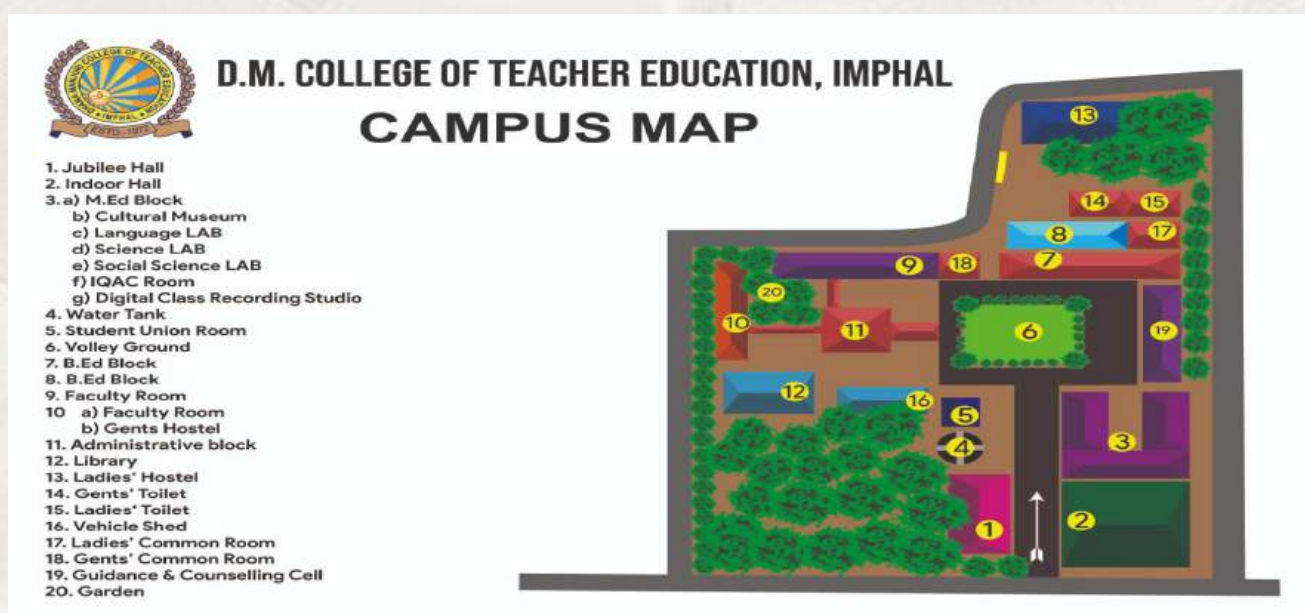 D.M. COLLEGE OF TEACHER EDUCATION, IMPHAL
CAMPUS MAP
1. Jubilee Hall
2. Indoor Hall
3. a) M.Ed Block
b) Cultural Museum
c) Language LAB
d) Science LAB
e) Social Science LAB
f) IQAC Room
g) Digital Class Recording Studio
4. Water Tank
5. Student Union Room
6. Volley Ground
7. B.Ed Block
8. B.Ed Block
9. Faculty Room
10 a) Faculty Room
b) Gents Hostel
11. Administrative block
12. Library
13. Ladies' Hostel
14. Gents' Toilet
15. Ladies' Toilet
16. Vehicle Shed
17. Ladies' Common Room
18. Gents' Common Room
19. Guidance & Counselling Cell
20. Garden
13
14 15
8 17
9 18 7
20
10 11 6 19
12 16
5
4 3
1 2